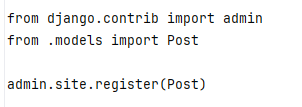 from django.contrib import admin
from .models import Post
admin.site.register(Post)